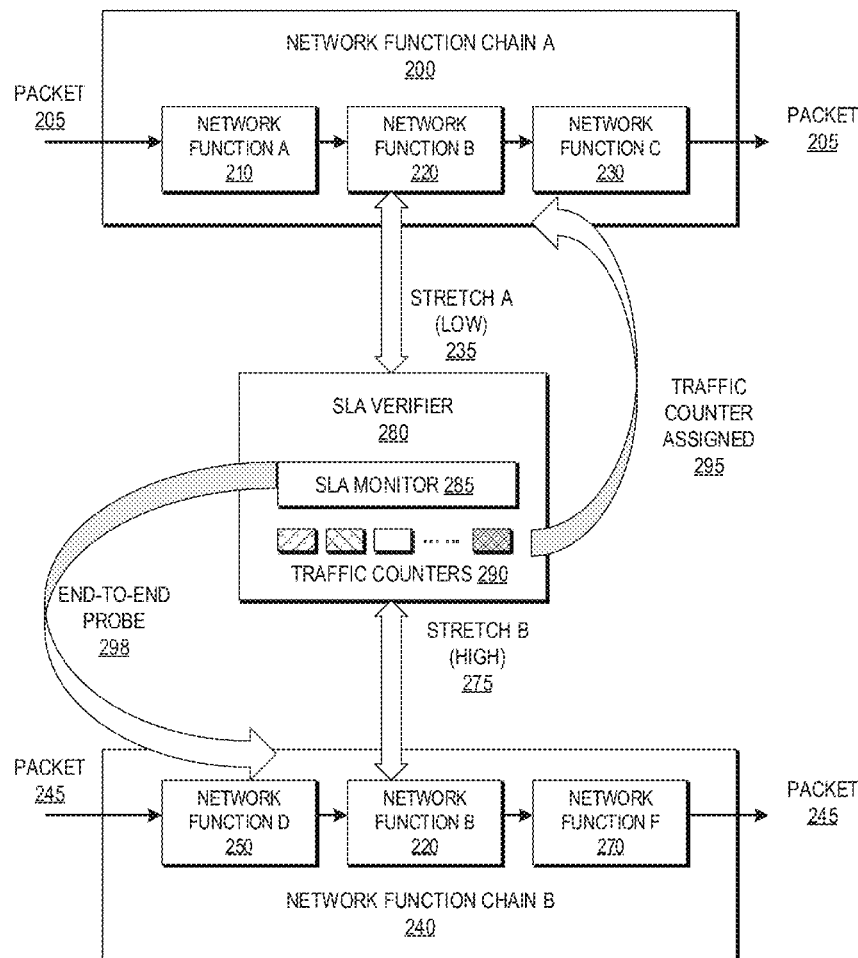 NETWORK FUNCTION CHAIN A
200
PACKET
205
NETWORK
FUNCTION A
210
NETWORK
FUNCTION B
220
NETWORK
FUNCTION C
230
PACKET
205
STRETCH A
(LOW)
235
SLA VERIFIER
280
SLA MONITOR 285
TRAFFIC COUNTERS 290
TRAFFIC
COUNTER
ASSIGNED
295
END-TO-END
PROBE
298
STRETCH B
(HIGH)
275
PACKET
245
NETWORK
FUNCTION D
250
NETWORK
FUNCTION B
220
NETWORK
FUNCTION F
270
PACKET
245
NETWORK FUNCTION CHAIN B
240